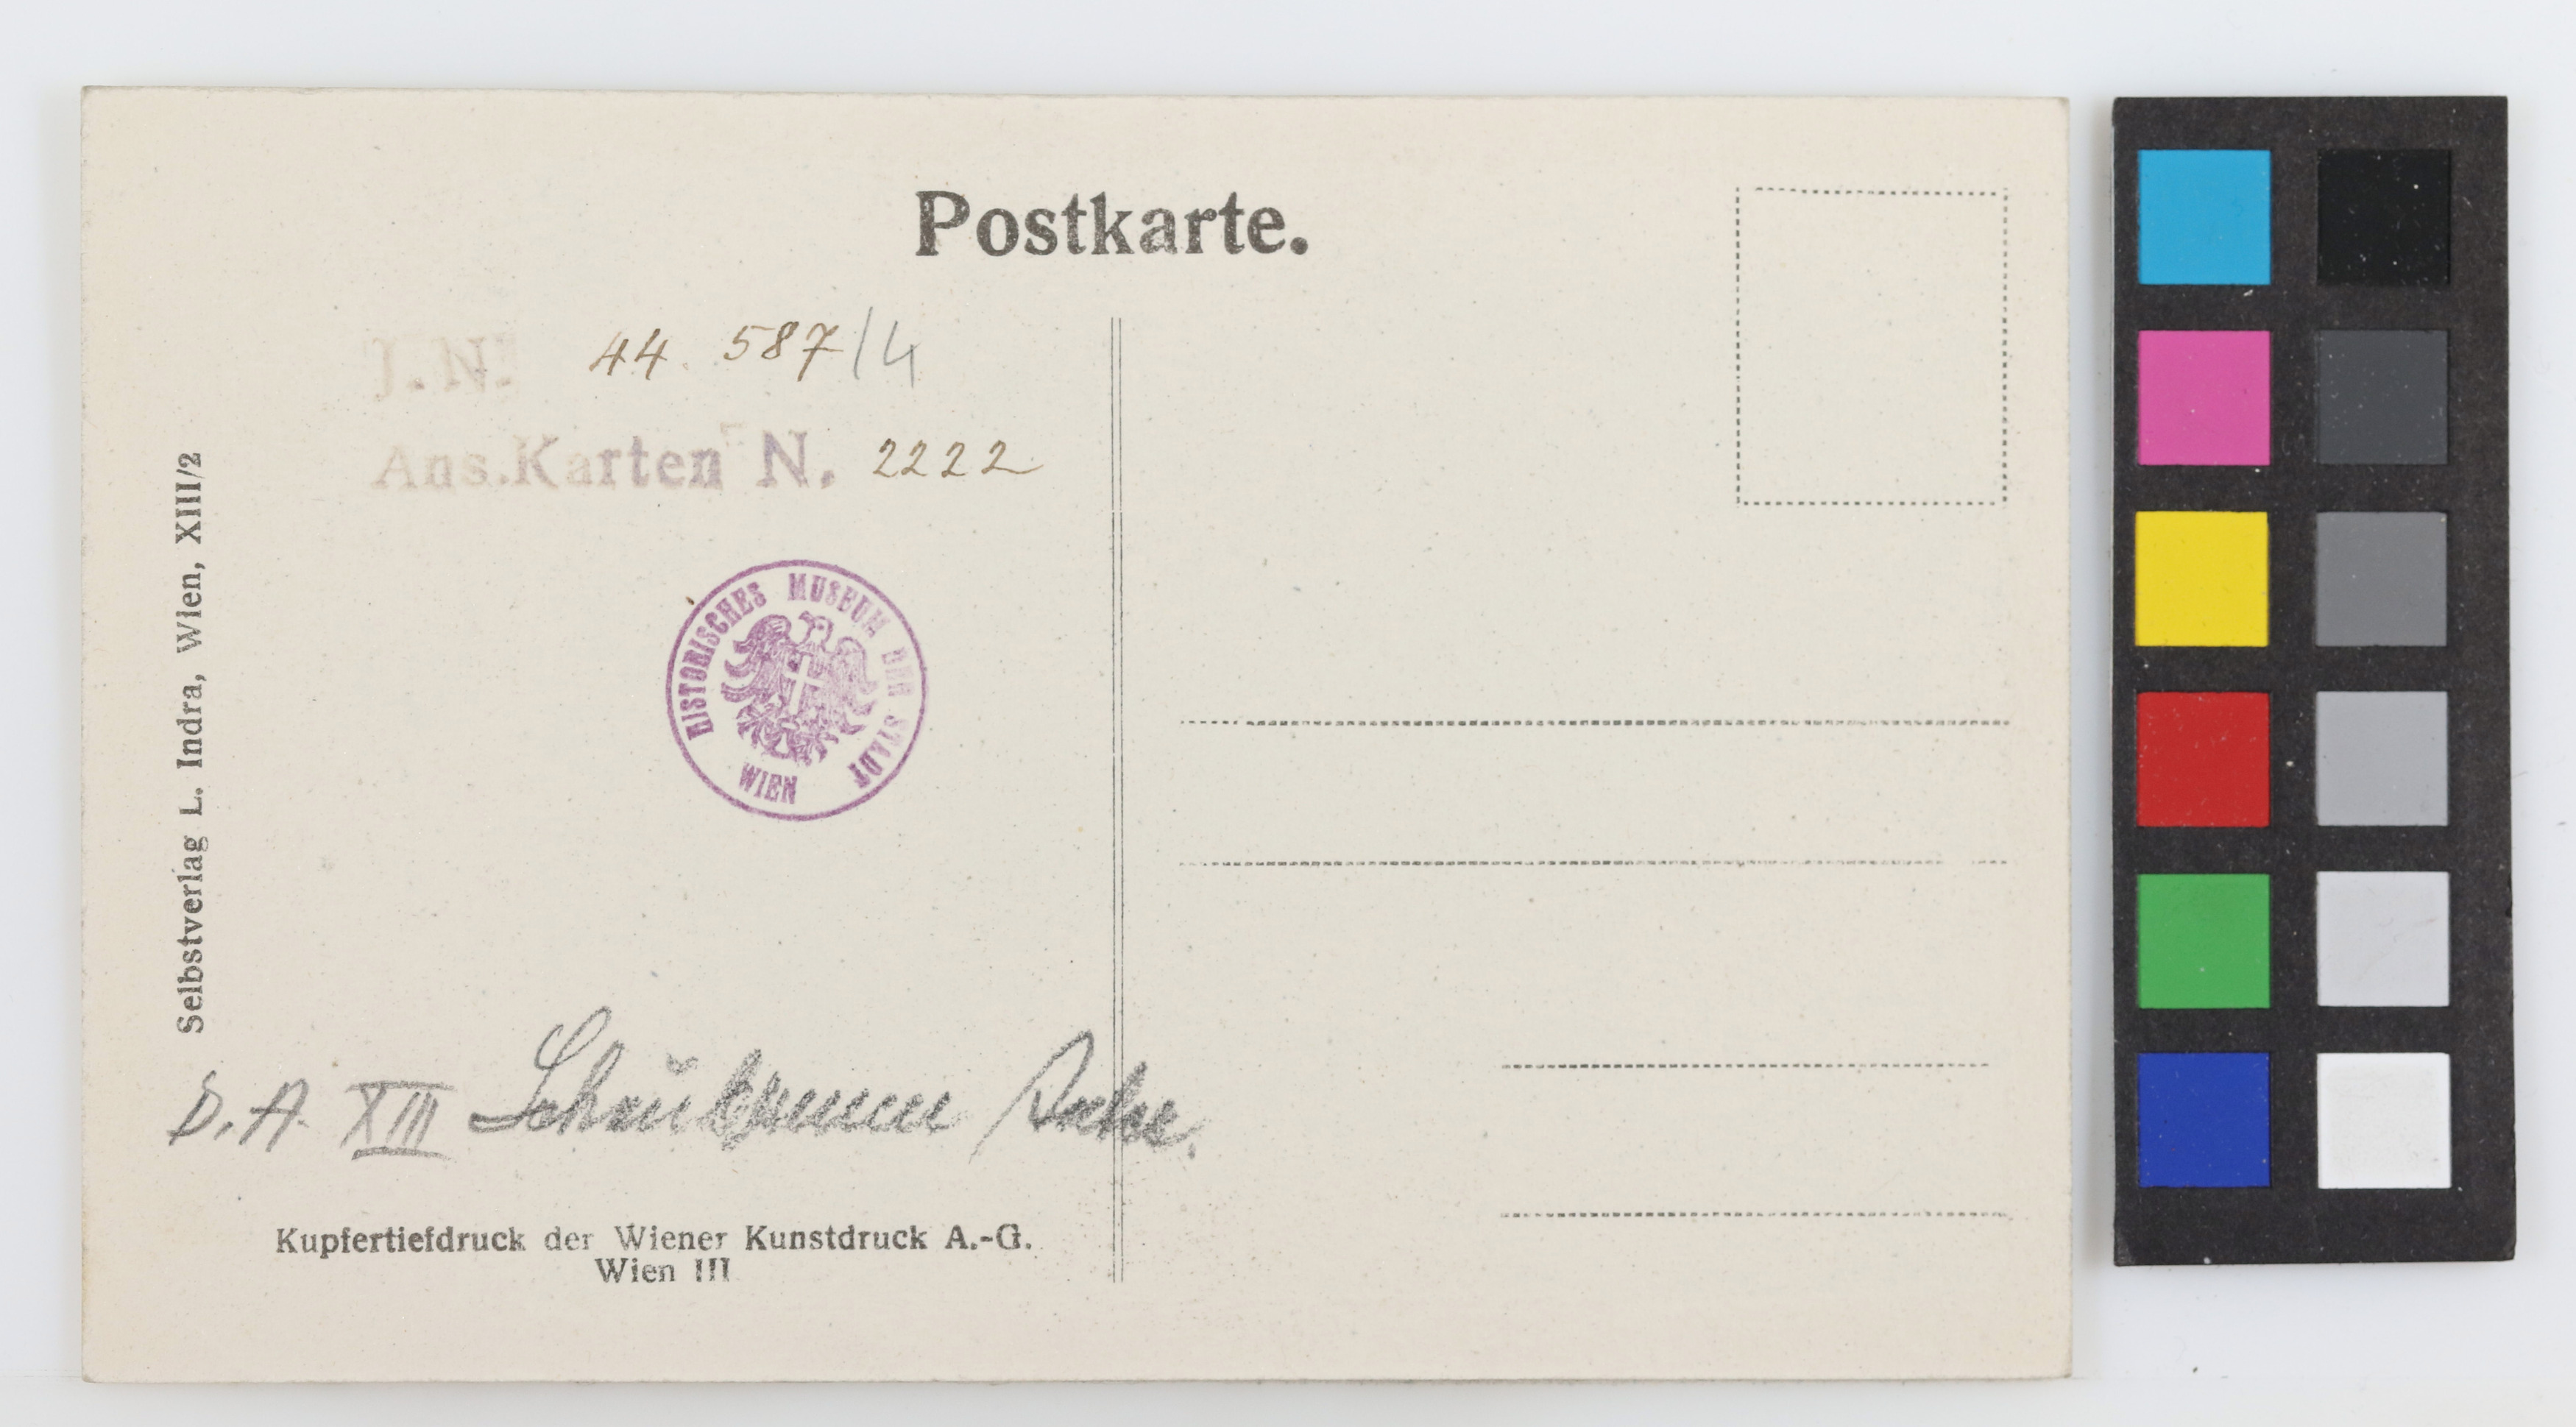 Postkarte.
J. N.
44.587/4
Ans.Karten N. 2222
HISTORISCHES MUSEUM DER STADT WIEN
Selbstverlag L. Indra, Wien, XIII/2
D.A. XIII Schönbrunn
Kupfertiefdruck der Wiener Kunstdruck A.-G.
Wien III